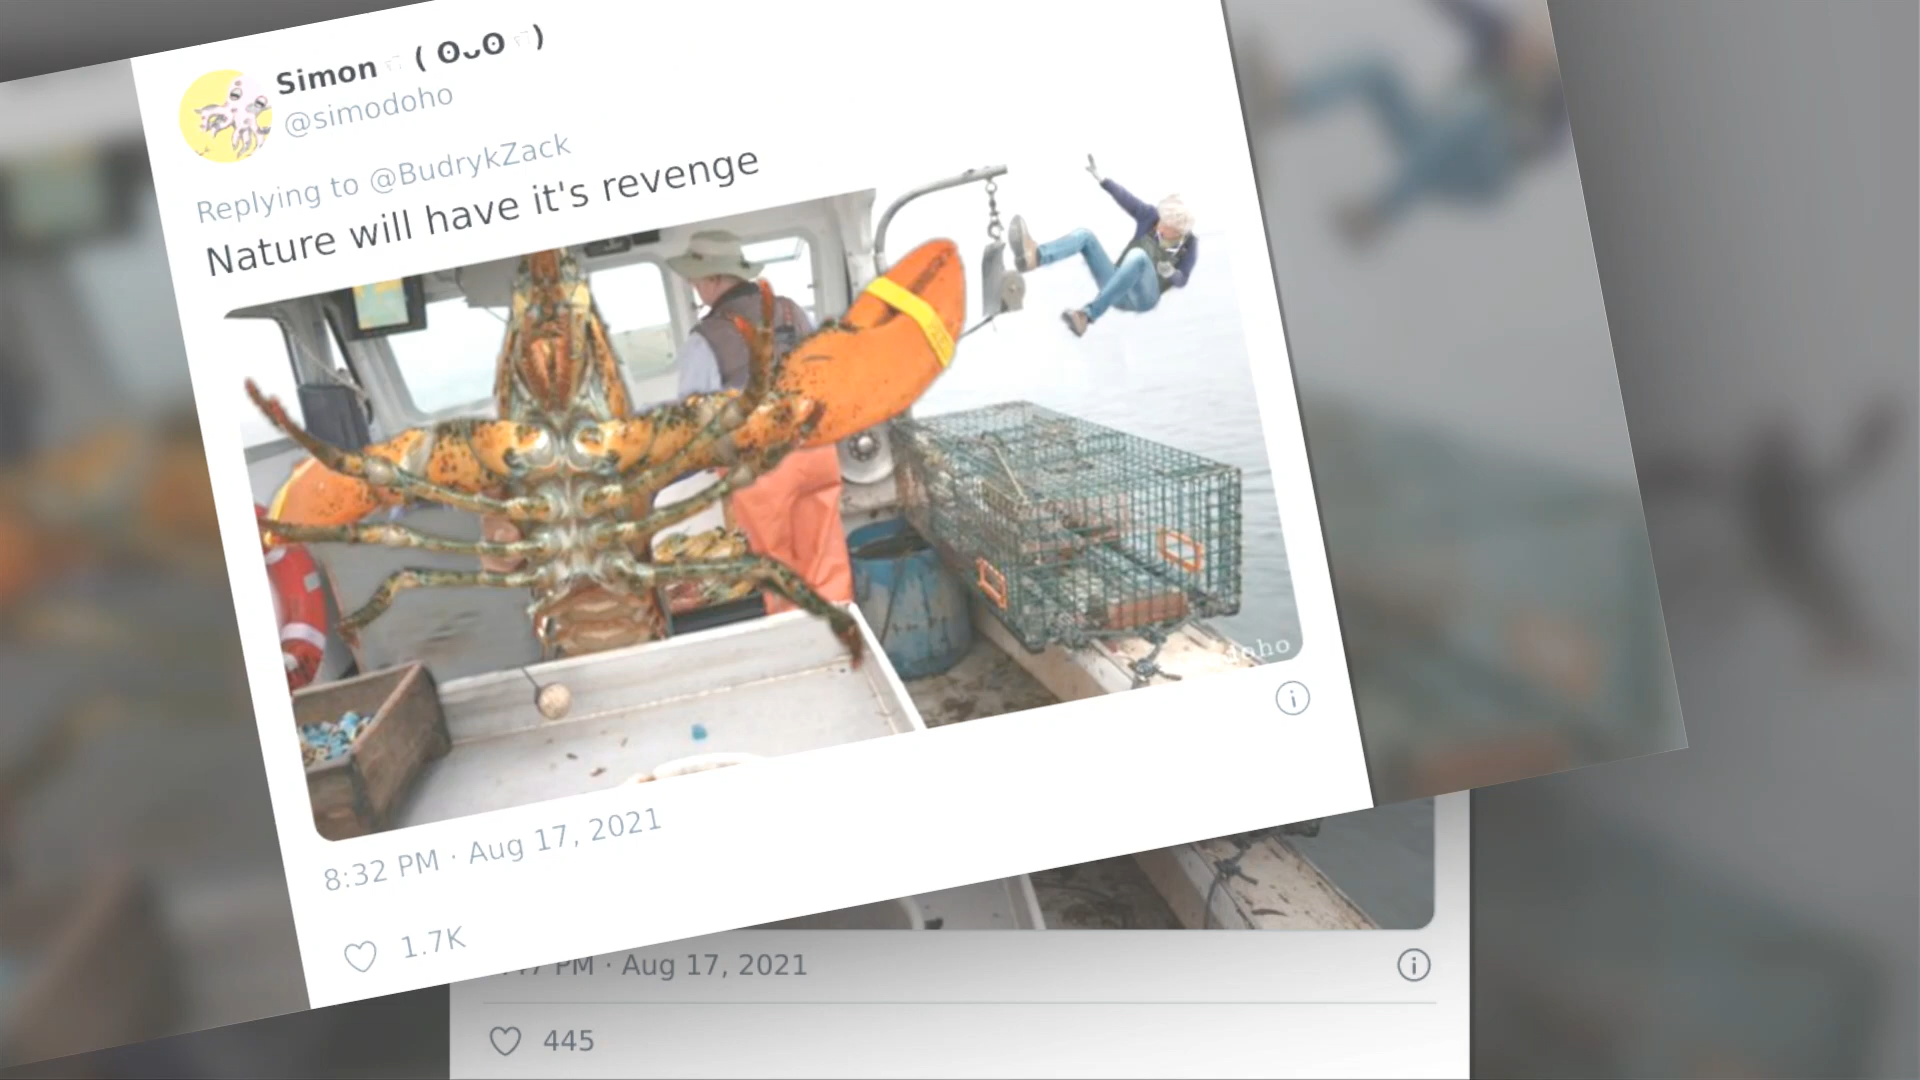 Simon ( ʘᴗʘ )
@simodoho
Replying to @BudrykZack
Nature will have it's revenge
doho
8:32 PM · Aug 17, 2021
1.7K
PM · Aug 17, 2021
445